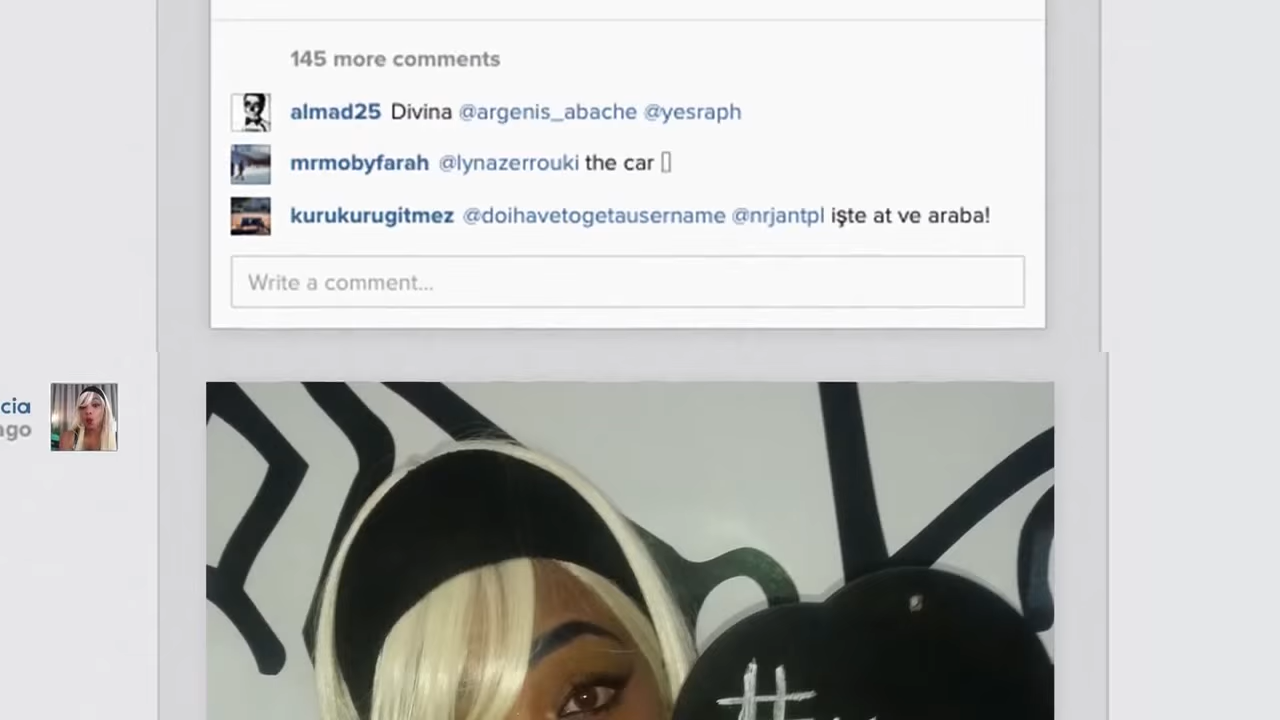 145 more comments
almad25 Divina @argenis_abache @yesraph
mrmobyfarah @lynazerrouki the car
kurukurugitmez @doihavetogetausername @nrjantpl işte at ve araba!
Write a comment...
cia
ago
#